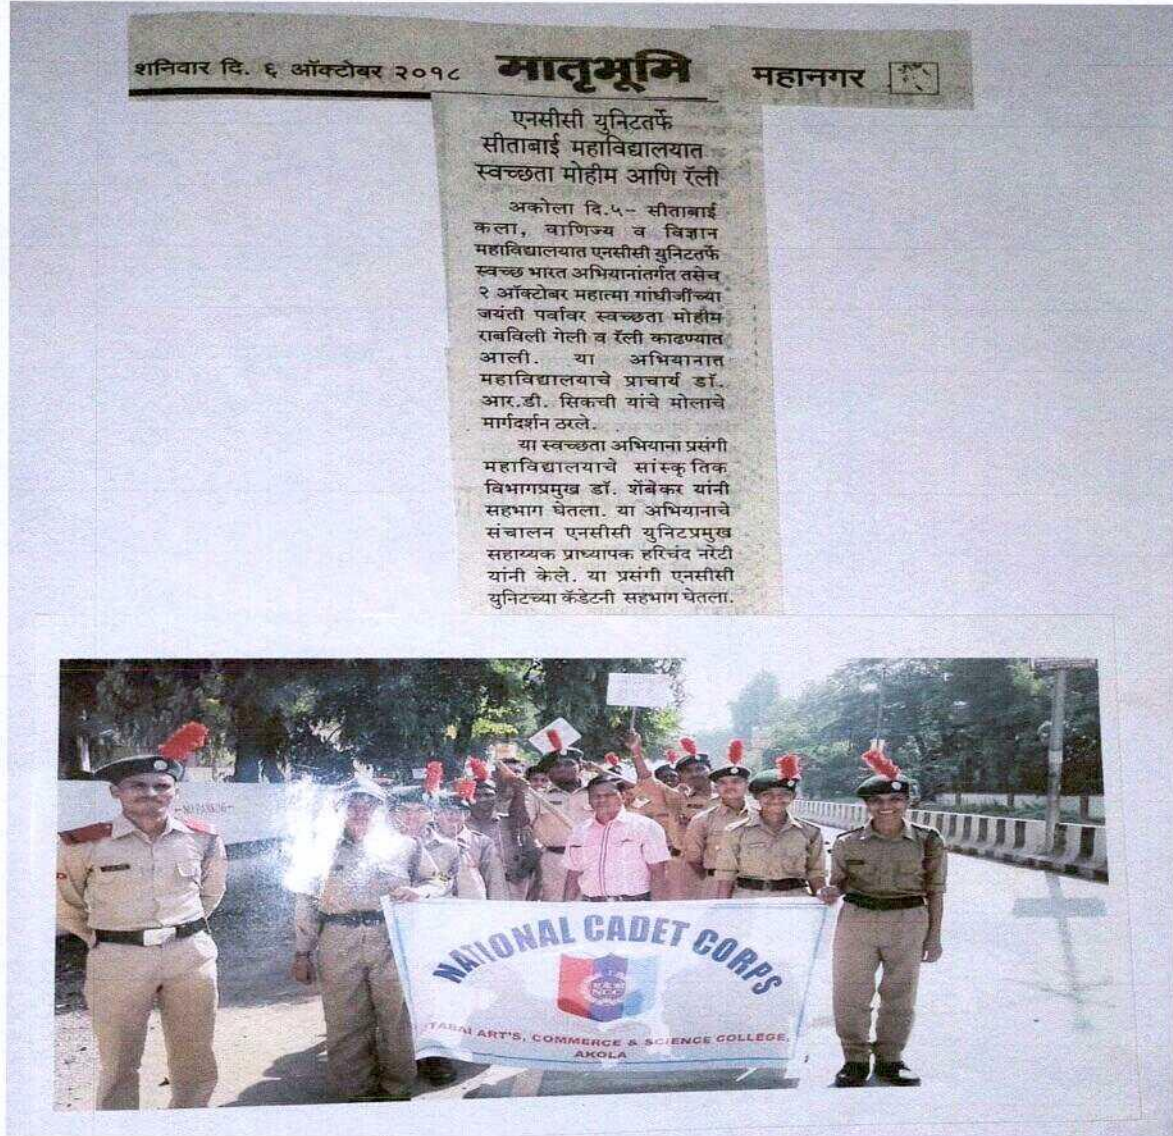 शनिवार दि. ६ ऑक्टोबर २०१८ मातृभूमि महानगर
एनसीसी युनिटतर्फे
सीताबाई महाविद्यालयात
स्वच्छता मोहीम आणि रॅली
अकोला दि.५- सीताबाई
कला, वाणिज्य व विज्ञान
महाविद्यालयात एनसीसी युनिटतर्फे
स्वच्छ भारत अभियानांतर्गत तसेच
२ ऑक्टोबर महात्मा गांधीजींच्या
जयंती पर्वावर स्वच्छता मोहीम
राबविली गेली व रॅली काढण्यात
आली. या अभियानात
महाविद्यालयाचे प्राचार्य डॉ.
आर.डी. सिकची यांचे मोलाचे
मार्गदर्शन ठरले.
या स्वच्छता अभियाना प्रसंगी
महाविद्यालयाचे सांस्कृतिक
विभागप्रमुख डॉ. शेंबेकर यांनी
सहभाग घेतला. या अभियानाचे
संचालन एनसीसी युनिटप्रमुख
सहाय्यक प्राध्यापक हरिचंद नरेटी
यांनी केले. या प्रसंगी एनसीसी
युनिटच्या कॅडेटनी सहभाग घेतला.
NO PARKING
NATIONAL CADET CORPS
NCC
TABAI ART'S, COMMERCE & SCIENCE COLLEGE,
AKOLA